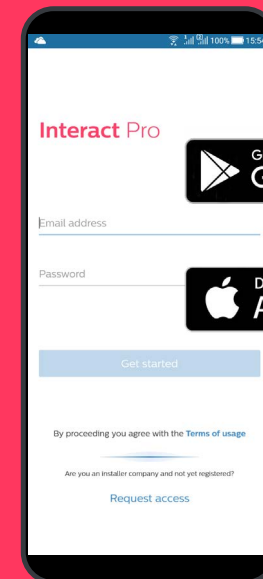 100% 15:54
Interact Pro
G
G
Email address
Password
D
A
Get started
By proceeding you agree with the Terms of usage
Are you an installer company and not yet registered?
Request access